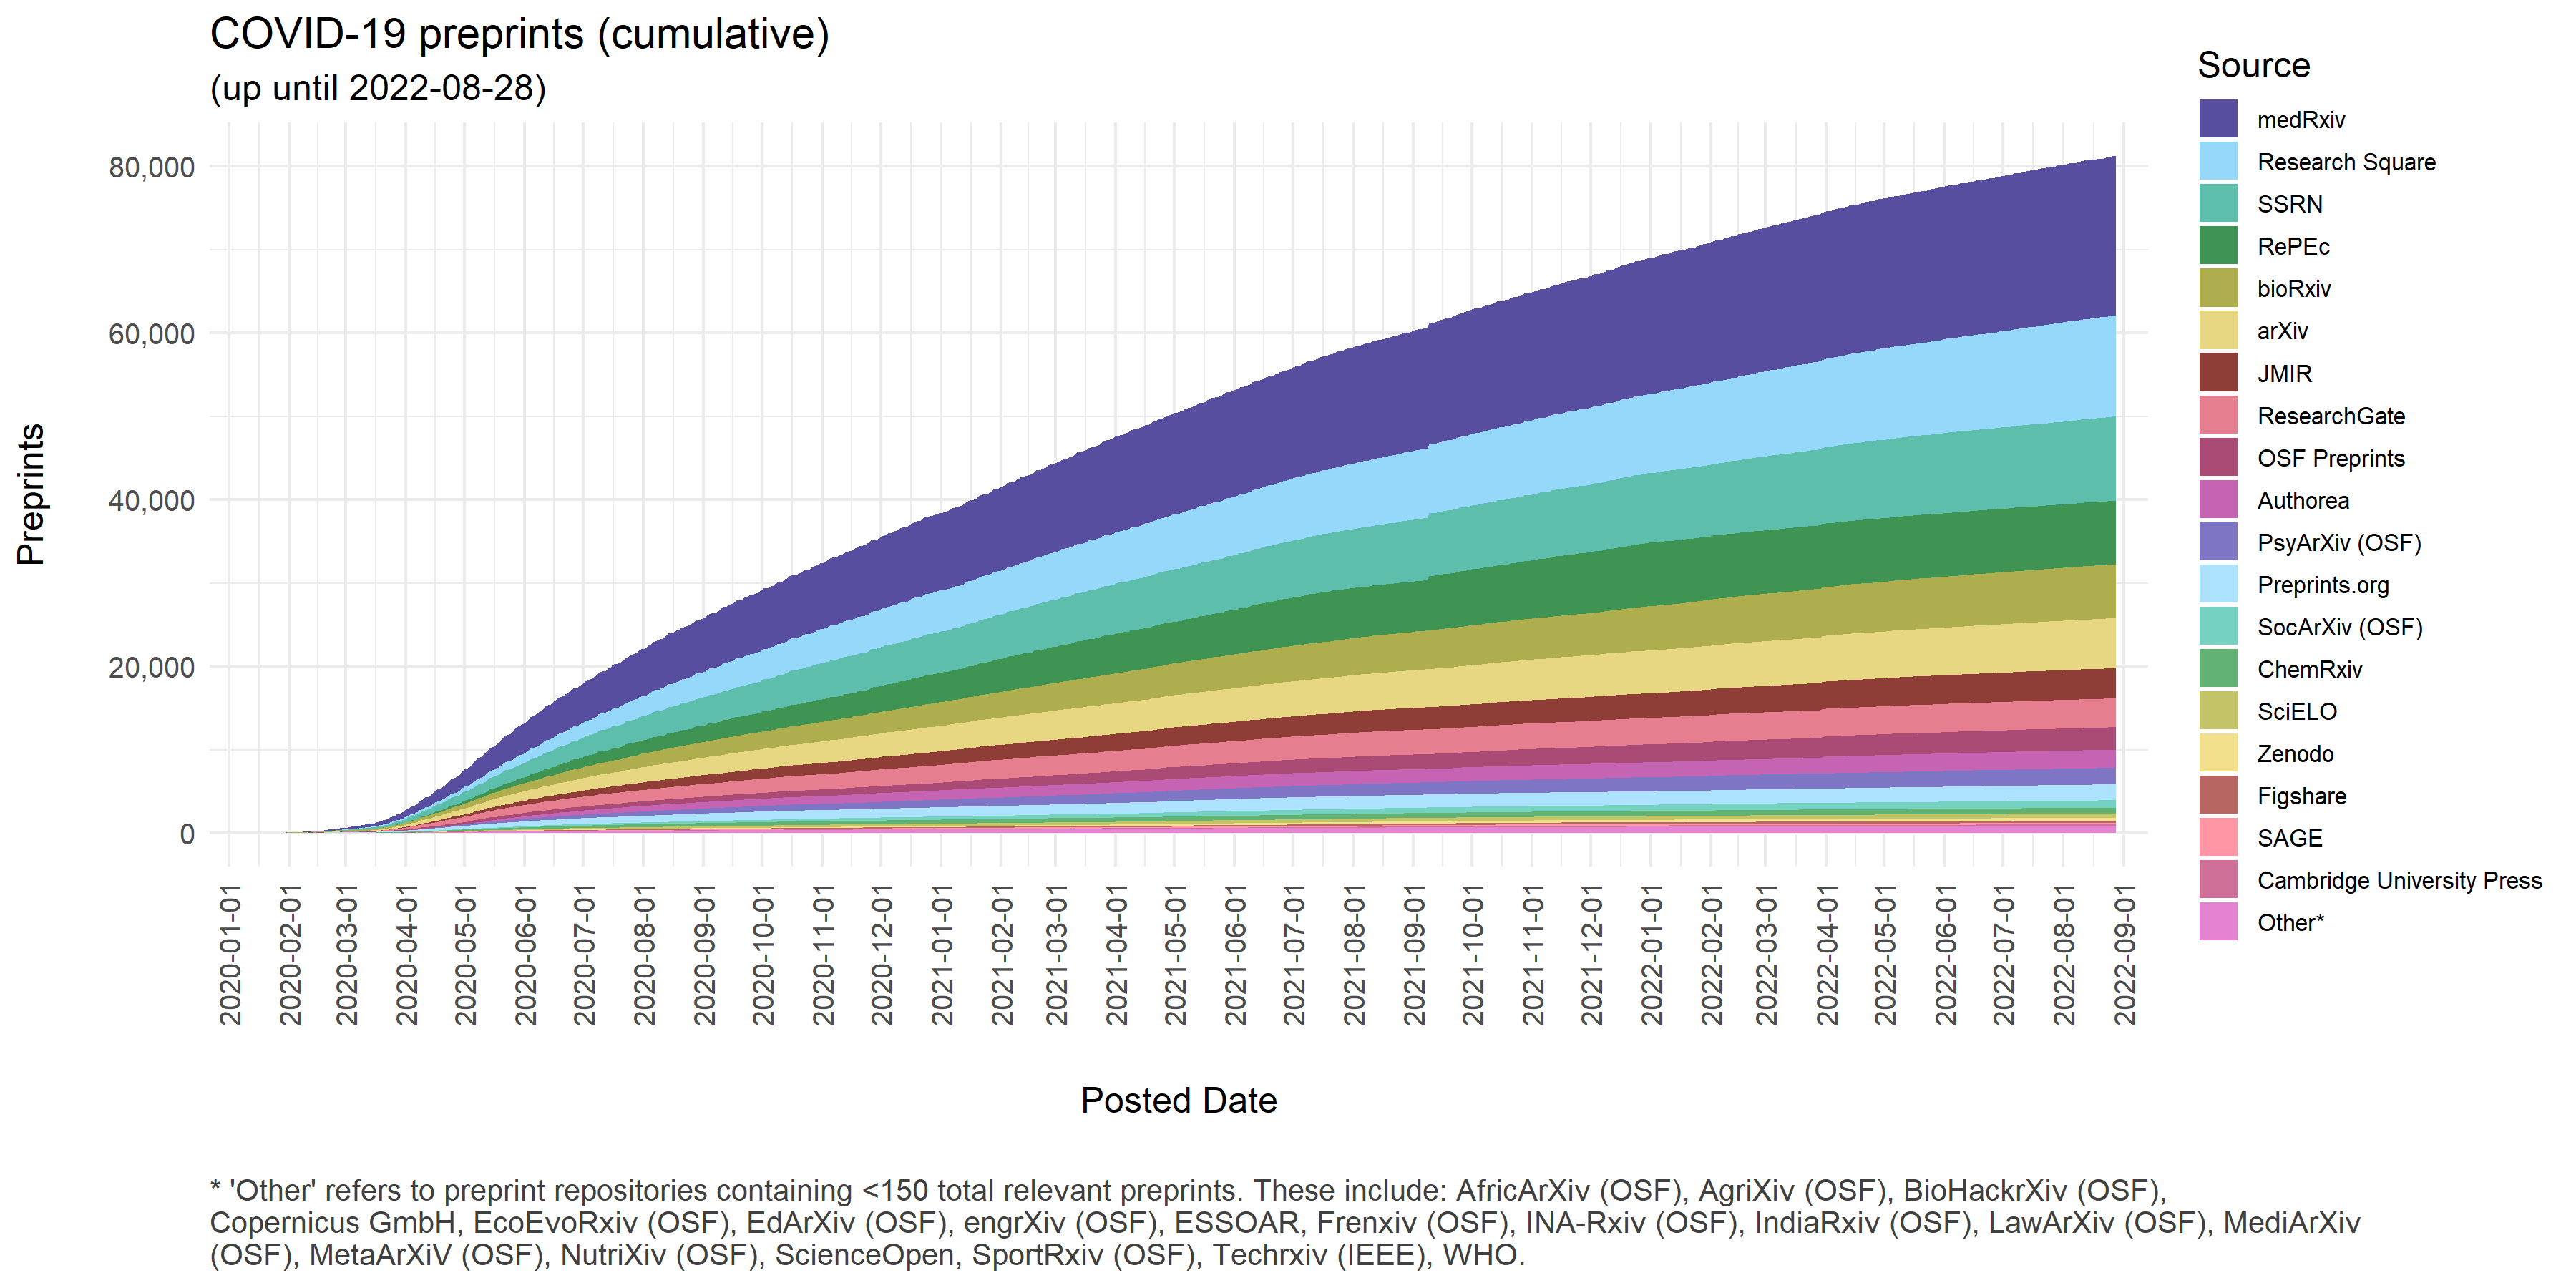 COVID-19 preprints (cumulative)
(up until 2022-08-28)
Preprints
80,000
60,000
40,000
20,000
0
2020-01-01
2020-02-01
2020-03-01
2020-04-01
2020-05-01
2020-06-01
2020-07-01
2020-08-01
2020-09-01
2020-10-01
2020-11-01
2020-12-01
2021-01-01
2021-02-01
2021-03-01
2021-04-01
2021-05-01
2021-06-01
2021-07-01
2021-08-01
2021-09-01
2021-10-01
2021-11-01
2021-12-01
2022-01-01
2022-02-01
2022-03-01
2022-04-01
2022-05-01
2022-06-01
2022-07-01
2022-08-01
2022-09-01
Posted Date
Source
medRxiv
Research Square
SSRN
RePEc
bioRxiv
arXiv
JMIR
ResearchGate
OSF Preprints
Authorea
PsyArXiv (OSF)
Preprints.org
SocArXiv (OSF)
ChemRxiv
SciELO
Zenodo
Figshare
SAGE
Cambridge University Press
Other*
* 'Other' refers to preprint repositories containing <150 total relevant preprints. These include: AfricArXiv (OSF), AgriXiv (OSF), BioHackrXiv (OSF),
Copernicus GmbH, EcoEvoRxiv (OSF), EdArXiv (OSF), engrXiv (OSF), ESSOAR, Frenxiv (OSF), INA-Rxiv (OSF), IndiaRxiv (OSF), LawArXiv (OSF), MediArXiv
(OSF), MetaArXiV (OSF), NutriXiv (OSF), ScienceOpen, SportRxiv (OSF), Techrxiv (IEEE), WHO.